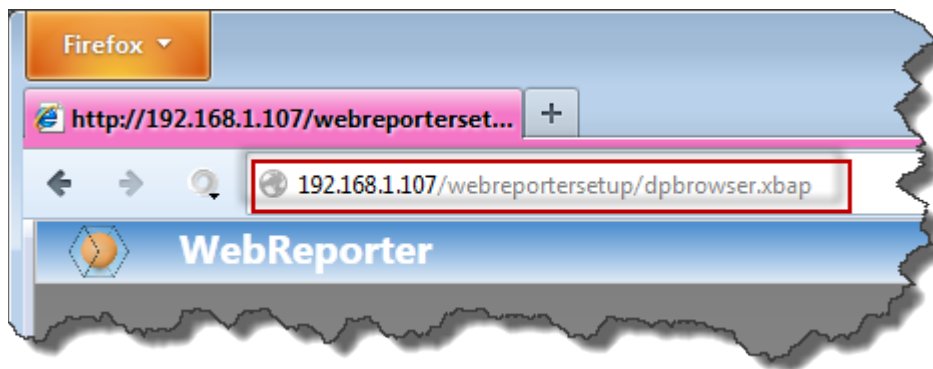 Firefox
http://192.168.1.107/webreporterset...
192.168.1.107/webreportersetup/dpbrowser.xbap
WebReporter